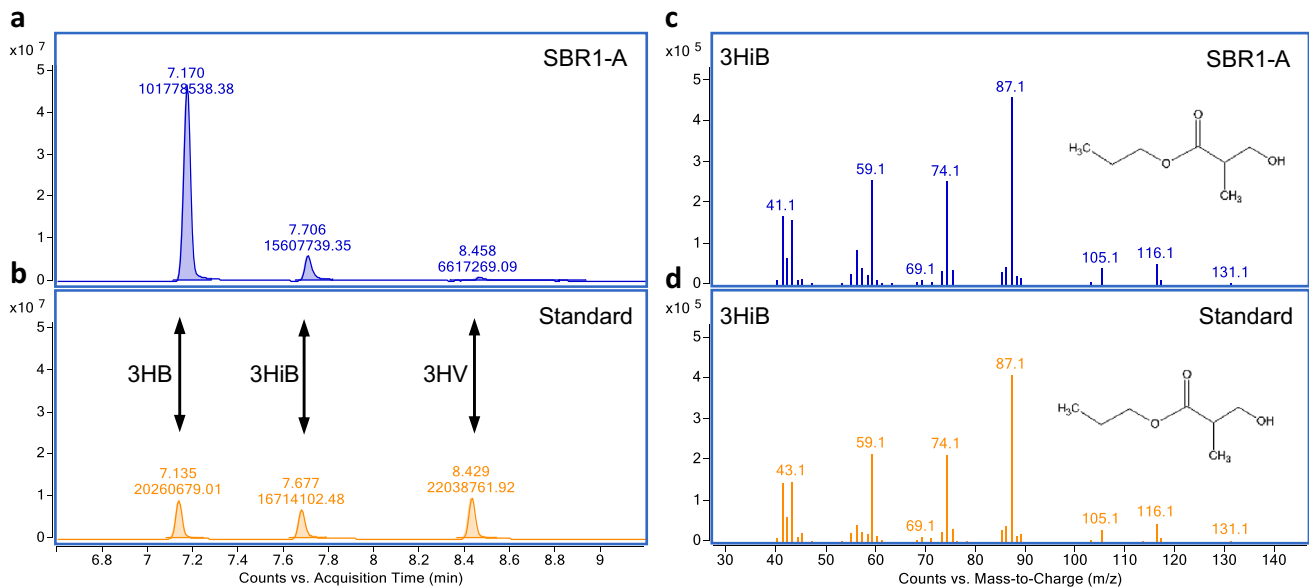 a
x10 7
SBR1-A
5
4
3
2
1
0
7.170
101778538.38
7.706
15607739.35
8.458
6617269.09
b
x10 7
Standard
5
4
3
2
1
0
3HB
3HiB
3HV
7.135
20260679.01
7.677
16714102.48
8.429
22038761.92
6.8 7 7.2 7.4 7.6 7.8 8 8.2 8.4 8.6 8.8 9
Counts vs. Acquisition Time (min)
c
x10 5
3HiB
SBR1-A
5
4
3
2
1
0
41.1
59.1
69.1
74.1
87.1
105.1
116.1
131.1
O
H₃C
O
OH
CH₃
d
x10 5
3HiB
Standard
5
4
3
2
1
0
43.1
59.1
69.1
74.1
87.1
105.1
116.1
131.1
O
H₃C
O
OH
CH₃
30 40 50 60 70 80 90 100 110 120 130 140
Counts vs. Mass-to-Charge (m/z)